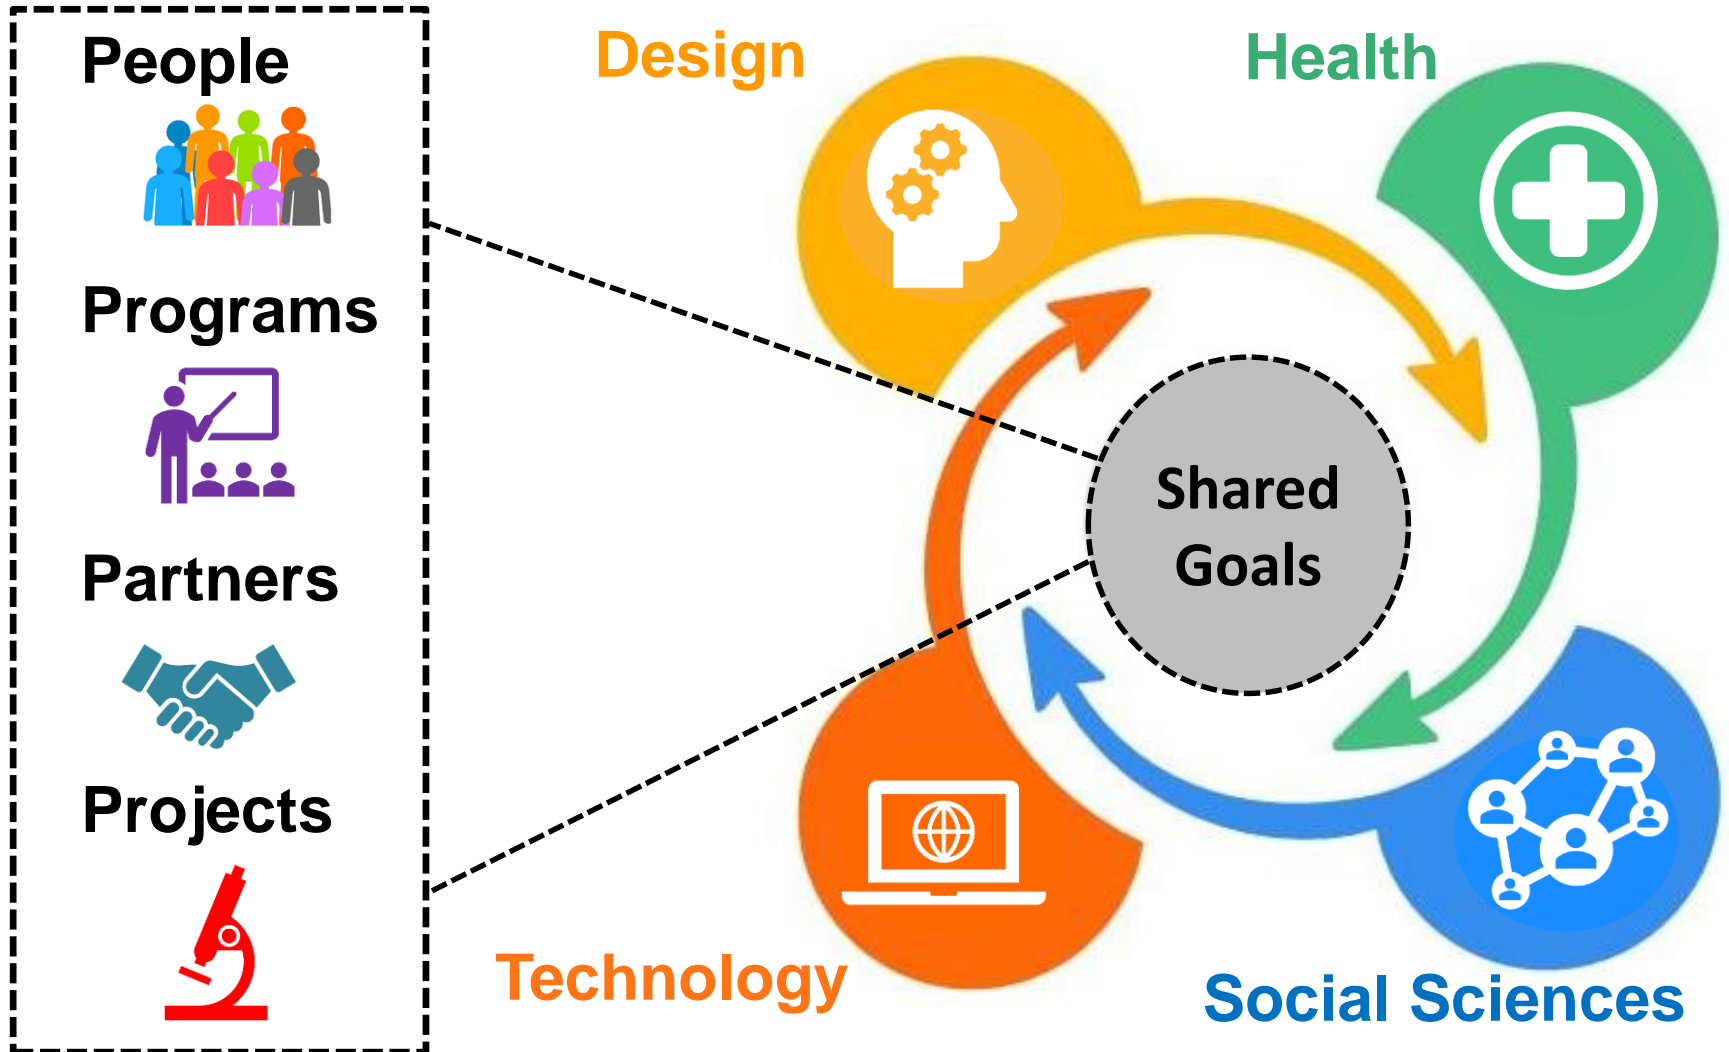 People
Programs
Partners
Projects
Design
Health
Shared
Goals
Technology
Social Sciences